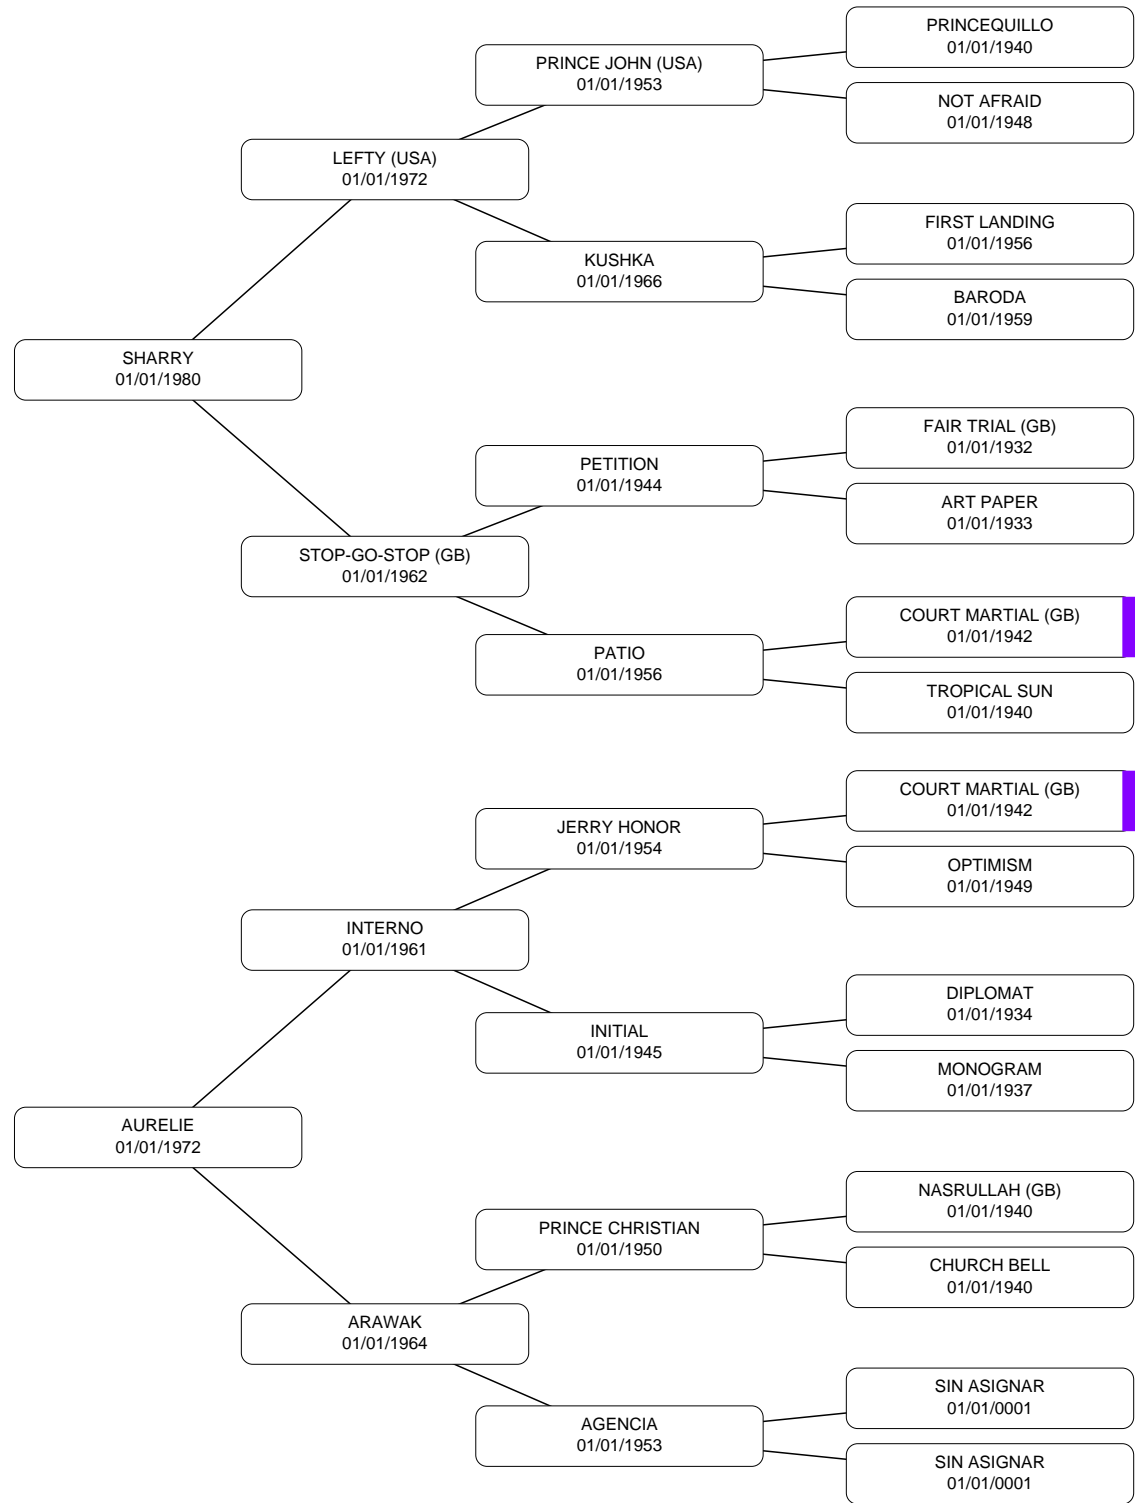 PRINCEQUILLO
01/01/1940
PRINCE JOHN (USA)
01/01/1953
NOT AFRAID
01/01/1948
LEFTY (USA)
01/01/1972
FIRST LANDING
01/01/1956
KUSHKA
01/01/1966
BARODA
01/01/1959
SHARRY
01/01/1980
FAIR TRIAL (GB)
01/01/1932
PETITION
01/01/1944
ART PAPER
01/01/1933
STOP-GO-STOP (GB)
01/01/1962
COURT MARTIAL (GB)
01/01/1942
PATIO
01/01/1956
TROPICAL SUN
01/01/1940
COURT MARTIAL (GB)
01/01/1942
JERRY HONOR
01/01/1954
OPTIMISM
01/01/1949
INTERNO
01/01/1961
DIPLOMAT
01/01/1934
INITIAL
01/01/1945
MONOGRAM
01/01/1937
AURELIE
01/01/1972
NASRULLAH (GB)
01/01/1940
PRINCE CHRISTIAN
01/01/1950
CHURCH BELL
01/01/1940
ARAWAK
01/01/1964
SIN ASIGNAR
01/01/0001
AGENCIA
01/01/1953
SIN ASIGNAR
01/01/0001